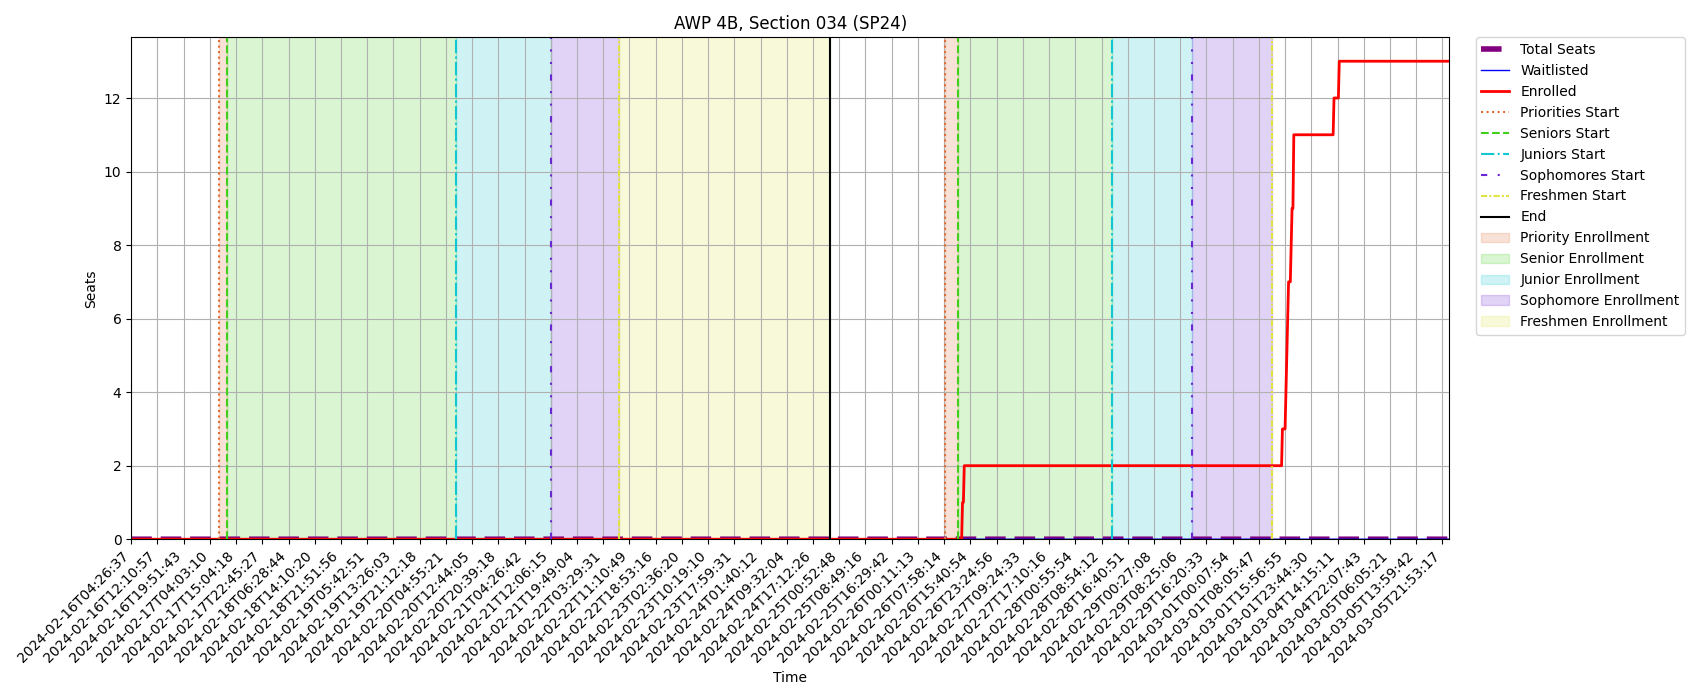 AWP 4B, Section 034 (SP24)
Seats
12
10
8
6
4
2
0
2024-02-16T04:26:37
2024-02-16T12:10:57
2024-02-16T19:51:43
2024-02-17T04:03:10
2024-02-17T15:04:18
2024-02-17T22:45:27
2024-02-18T06:28:44
2024-02-18T14:10:20
2024-02-18T21:51:56
2024-02-19T05:42:51
2024-02-19T13:26:03
2024-02-19T21:12:18
2024-02-20T04:55:21
2024-02-20T12:44:05
2024-02-20T20:39:18
2024-02-21T04:26:42
2024-02-21T12:06:15
2024-02-21T19:49:04
2024-02-22T03:29:31
2024-02-22T11:10:49
2024-02-22T18:53:16
2024-02-23T02:36:20
2024-02-23T10:19:10
2024-02-23T17:59:31
2024-02-24T01:40:12
2024-02-24T09:32:04
2024-02-24T17:12:26
2024-02-25T00:52:48
2024-02-25T08:49:16
2024-02-25T16:29:42
2024-02-26T00:11:13
2024-02-26T07:58:14
2024-02-26T15:40:54
2024-02-26T23:24:56
2024-02-27T09:24:33
2024-02-27T17:10:16
2024-02-28T00:55:54
2024-02-28T08:54:12
2024-02-28T16:40:51
2024-02-29T00:27:08
2024-02-29T08:25:06
2024-02-29T16:20:33
2024-03-01T00:07:54
2024-03-01T08:05:47
2024-03-01T15:56:55
2024-03-01T23:44:30
2024-03-04T14:15:11
2024-03-04T22:07:43
2024-03-05T06:05:21
2024-03-05T13:59:42
2024-03-05T21:53:17
Time
Total Seats
Waitlisted
Enrolled
Priorities Start
Seniors Start
Juniors Start
Sophomores Start
Freshmen Start
End
Priority Enrollment
Senior Enrollment
Junior Enrollment
Sophomore Enrollment
Freshmen Enrollment